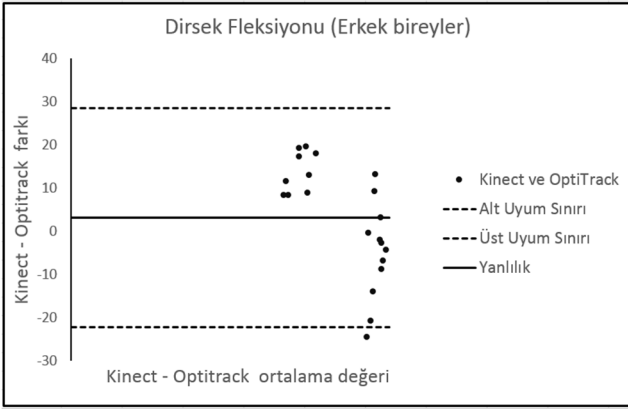 Dirsek Fleksiyonu (Erkek bireyler)
40
30
20
10
0
-10
-20
-30
Kinect - Optitrack farkı
Kinect - Optitrack ortalama değeri
Kinect ve OptiTrack
Alt Uyum Sınırı
Üst Uyum Sınırı
Yanlılık